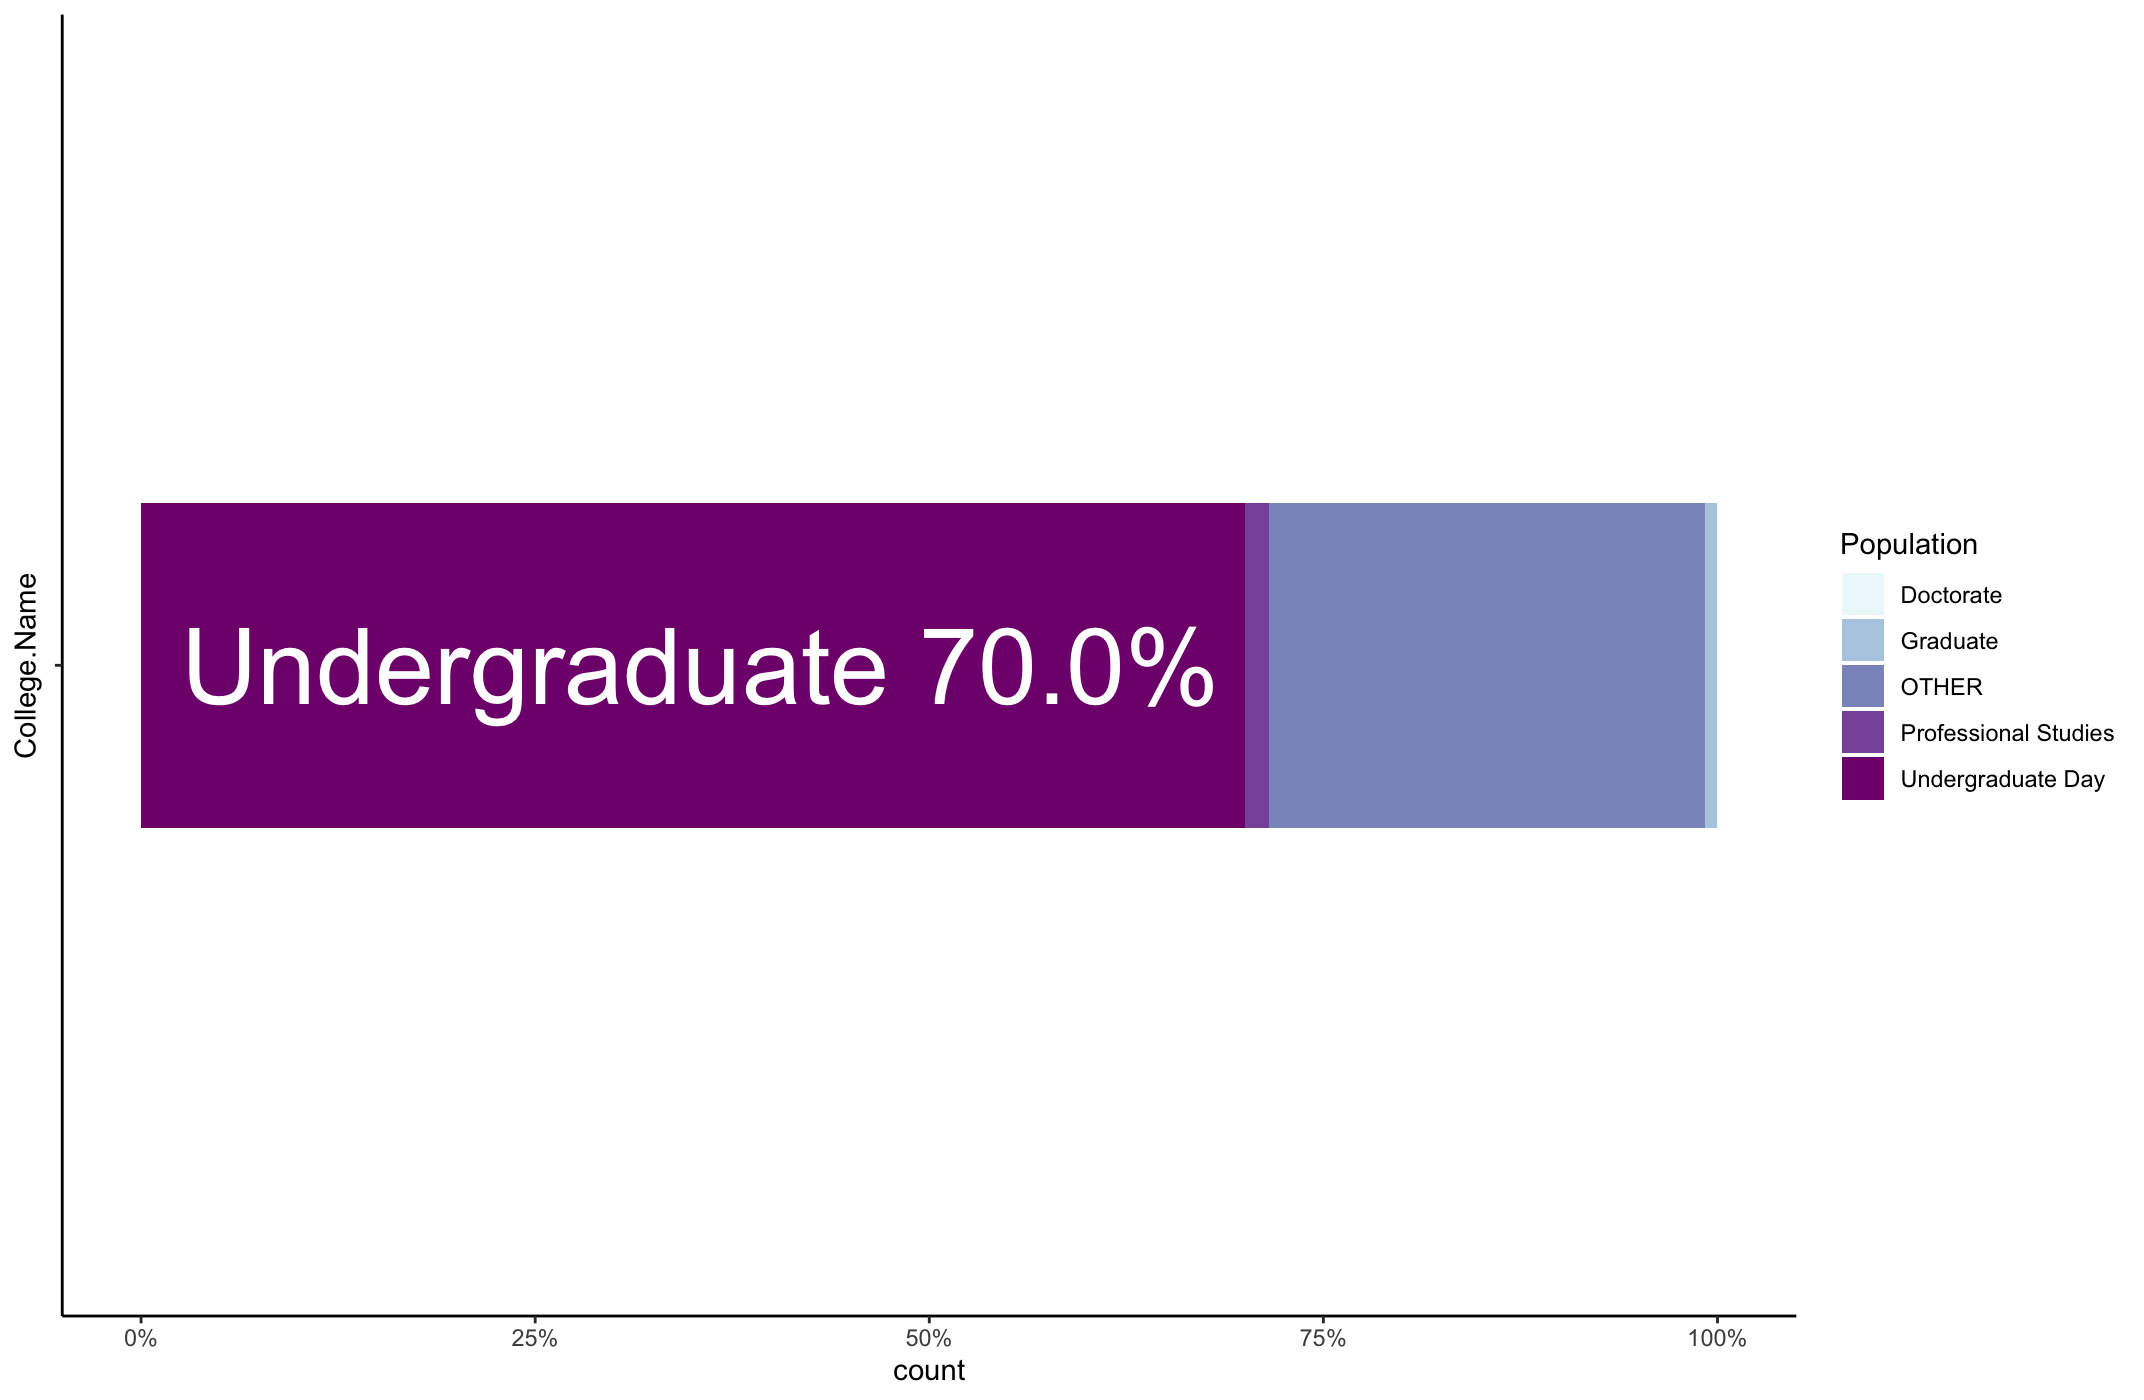 College.Name
Undergraduate 70.0%
0%
25%
50%
75%
100%
count
Population
Doctorate
Graduate
OTHER
Professional Studies
Undergraduate Day